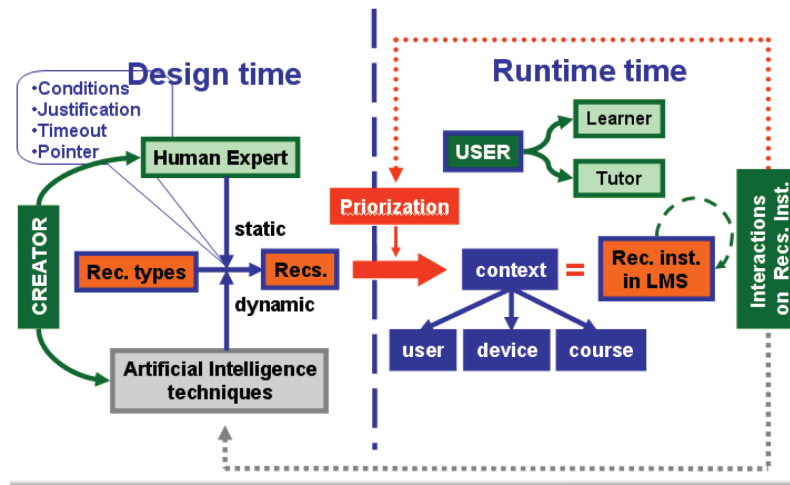 Design time
Runtime time
•Conditions
•Justification
•Timeout
•Pointer
Human Expert
CREATOR
static
Rec. types
Recs.
dynamic
Artificial Intelligence
techniques
Priorization
USER
Learner
Tutor
context
=
Rec. inst.
in LMS
user
device
course
Interactions
on Recs. Inst.